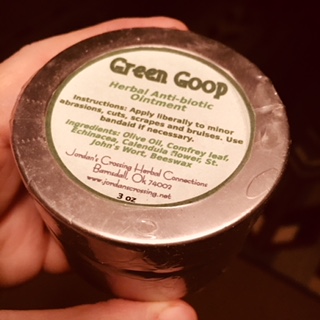 Green Goop
Herbal Anti-biotic
Ointment
Instructions: Apply liberally to minor
abrasions, cuts, scrapes and bruises. Use
bandaid if necessary.
Ingredients: Olive Oil, Comfrey leaf,
Echinacea, Calendula flower, St.
John's Wort, Beeswax
Jordan's Crossing Herbal Connections
Barnsdall, Ok 74002
www.jordanscrossing.net
3 oz